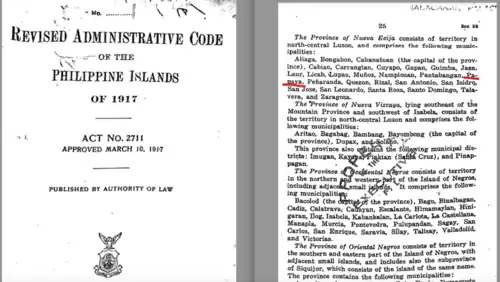 No.
REVISED ADMINISTRATIVE CODE
OF THE
PHILIPPINE ISLANDS
OF 1917
ACT NO. 2711
APPROVED MARCH 10, 1917
PUBLISHED BY AUTHORITY OF LAW
25
The Province of Nueva Ecija consists of territory in
north-central Luzon, and comprises the following munici-
palities:
Aliaga, Bongabon, Cabanatuan (the capital of the prov-
ince), Cabiao, Carranglan, Cuyapo, Gapan, Guimba, Jaen,
Laur, Licab, Lupao, Muñoz, Nampicuan, Pantabangan, Pa-
paya, Peñaranda, Quezon, Rizal, San Antonio, San Isidro,
San Jose, San Leonardo, Santa Rosa, Santo Domingo, Tala-
vera, and Zaragoza.
The Province of Nueva Vizcaya, lying southeast of the
Mountain Province and southwest of Isabela, consists of
territory in north-central Luzon and comprises the fol-
lowing municipalities:
Aritao, Bagabag, Bambang, Bayombong (the capital of
the province), Dupax, and Solano.
This province also contains the following municipal dis-
tricts: Imugan, Kayapa, Pinkian (Santa Cruz), and Pinap-
pagan.
The Province of Occidental Negros consists of territory
in the northern and western part of the Island of Negros,
including adjacent small islands. It comprises the follow-
ing municipalities:
Bacolod (the capital of the province), Bago, Binalbagan,
Cadiz, Calatrava, Cauayan, Escalante, Himamaylan, Hini-
garan, Ilog, Isabela, Kabankalan, La Carlota, La Castellana,
Manapla, Murcia, Pontevedra, Pulupandan, Sagay, San
Carlos, San Enrique, Saravia, Silay, Talisay, Valladolid,
and Victorias.
The Province of Oriental Negros consists of territory in
the southern and eastern part of the Island of Negros, with
adjacent small islands, and includes also the subprovince
of Siquijor, which consists of the island of the same name.
The province contains the following municipalities: